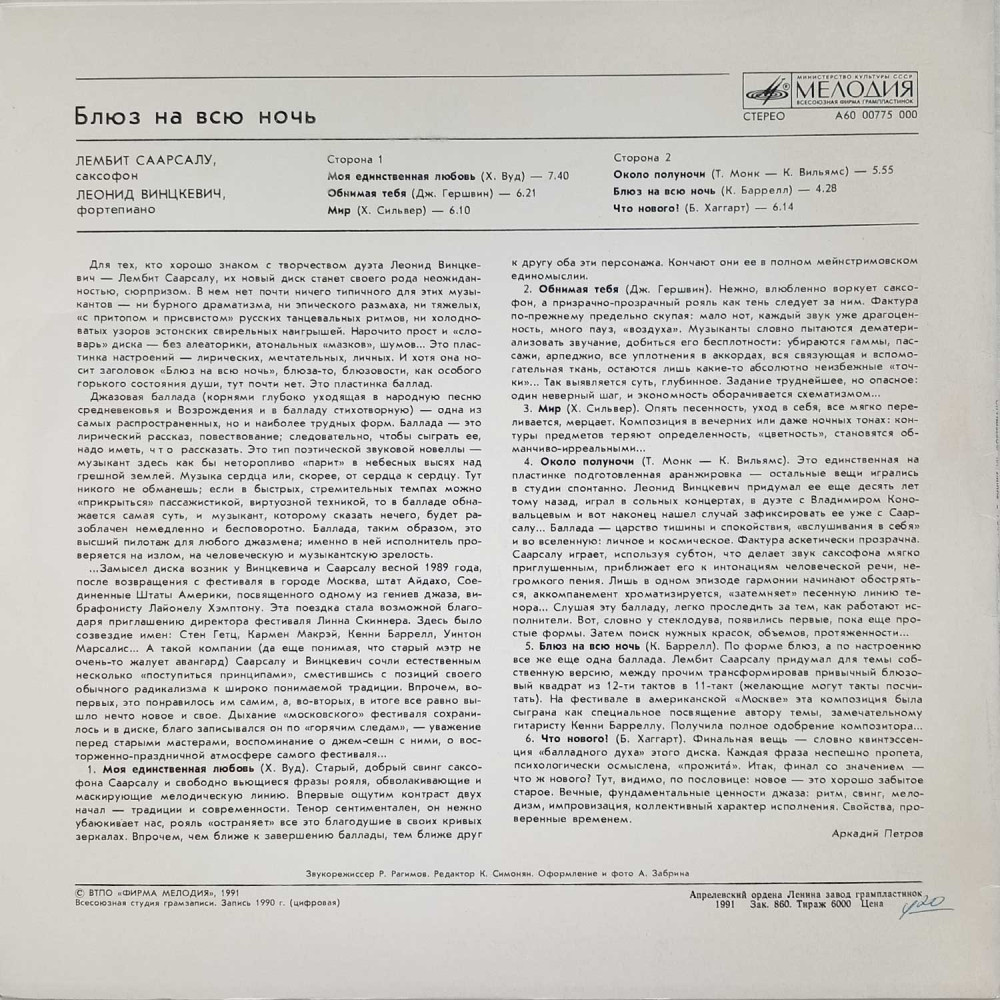 МИНИСТЕРСТВО КУЛЬТУРЫ СССР
МЕЛОДИЯ
ВСЕСОЮЗНАЯ ФИРМА ГРАМПЛАСТИНОК
СТЕРЕО А60 00775 000
Блюз на всю ночь
ЛЕМБИТ СААРСАЛУ,
саксофон
ЛЕОНИД ВИНЦКЕВИЧ,
фортепиано
Сторона 1
Моя единственная любовь (Х. Вуд) — 7.40
Обнимая тебя (Дж. Гершвин) — 6.21
Мир (Х. Сильвер) — 6.10
Сторона 2
Около полуночи (Т. Монк — К. Вильямс) — 5.55
Блюз на всю ночь (К. Баррелл) — 4.28
Что нового! (Б. Хаггарт) — 6.14
Для тех, кто хорошо знаком с творчеством дуэта Леонид Винцке-
вич — Лембит Саарсалу, их новый диск станет своего рода неожидан-
ностью, сюрпризом. В нем нет почти ничего типичного для этих музы-
кантов — ни бурного драматизма, ни эпического размаха, ни тяжелых,
«с притопом и присвистом» русских танцевальных ритмов, ни холодно-
ватых узоров эстонских свирельных наигрышей. Нарочито прост и «сло-
варь» диска — без алеаторики, атональных «мазков», шумов... Это плас-
тинка настроений — лирических, мечтательных, личных. И хотя она но-
сит заголовок «Блюз на всю ночь», блюза-то, блюзовости, как особого
горького состояния души, тут почти нет. Это пластинка баллад.
Джазовая баллада (корнями глубоко уходящая в народную песню
средневековья и Возрождения и в балладу стихотворную) — одна из
самых распространенных, но и наиболее трудных форм. Баллада — это
лирический рассказ, повествование; следовательно, чтобы сыграть ее,
надо иметь, что рассказать. Это тип поэтической звуковой новеллы —
музыкант здесь как бы неторопливо «парит» в небесных высях над
грешной землей. Музыка сердца или, скорее, от сердца к сердцу. Тут
никого не обманешь; если в быстрых, стремительных темпах можно
«прикрыться» пассажистикой, виртуозной техникой, то в балладе обна-
жается самая суть, и музыкант, которому сказать нечего, будет ра-
зоблачен немедленно и бесповоротно. Баллада, таким образом, это
высший пилотаж для любого джазмена; именно в ней исполнитель про-
веряется на излом, на человеческую и музыкантскую зрелость.
...Замысел диска возник у Винцкевича и Саарсалу весной 1989 года,
после возвращения с фестиваля в городе Москва, штат Айдахо, Сое-
диненные Штаты Америки, посвященного одному из гениев джаза, ви-
брафонисту Лайонелу Хэмптону. Эта поездка стала возможной благо-
даря приглашению директора фестиваля Линна Скиннера. Здесь было
созвездие имен: Стен Гетц, Кармен Макрэй, Кенни Баррелл, Уинтон
Марсалис... А такой компании (да еще понимая, что старый мэтр не
очень-то жалует авангард) Саарсалу и Винцкевич сочли естественным
несколько «поступиться принципами», сместившись с позиций своего
обычного радикализма к широко понимаемой традиции. Впрочем, во-
первых, это понравилось им самим, а, во-вторых, в итоге все равно вы-
шло нечто новое и свое. Дыхание «московского» фестиваля сохрани-
лось и в диске, благо записывался он по «горячим следам», — уважение
перед старыми мастерами, воспоминание о джем-сешн с ними, о вос-
торженно-праздничной атмосфере самого фестиваля...
1. Моя единственная любовь (Х. Вуд). Старый, добрый свинг саксо-
фона Саарсалу и свободно вьющиеся фразы рояля, обволакивающие и
маскирующие мелодическую линию. Впервые ощутим контраст двух
начал — традиции и современности. Тенор сентиментален, он нежно
убаюкивает нас, рояль «остраняет» все это благодушие в своих кривых
зеркалах. Впрочем, чем ближе к завершению баллады, тем ближе друг
к другу оба эти персонажа. Кончают они ее в полном мейнстримовском
единомыслии.
2. Обнимая тебя (Дж. Гершвин). Нежно, влюбленно воркует саксо-
фон, а призрачно-прозрачный рояль как тень следует за ним. Фактура
по-прежнему предельно скупая: мало нот, каждый звук уже драгоцен-
ность, много пауз, «воздуха». Музыканты словно пытаются дематери-
ализовать звучание, добиться его бесплотности: убираются гаммы, пас-
сажи, арпеджио, все уплотнения в аккордах, вся связующая и вспомо-
гательная ткань, остаются лишь какие-то абсолютно неизбежные «точ-
ки»... Так выявляется суть, глубинное. Задание труднейшее, но опасное:
один неверный шаг, и экономность оборачивается схематизмом...
3. Мир (Х. Сильвер). Опять песенность, уход в себя, все мягко пере-
ливается, мерцает. Композиция в вечерних или даже ночных тонах: кон-
туры предметов теряют определенность, «цветность», становятся об-
манчиво-ирреальными...
4. Около полуночи (Т. Монк — К. Вильямс). Это единственная на
пластинке подготовленная аранжировка — остальные вещи игрались
в студии спонтанно. Леонид Винцкевич придумал ее еще десять лет
тому назад, играл в сольных концертах, в дуэте с Владимиром Коно-
вальцевым и вот наконец нашел случай зафиксировать ее уже с Саар-
салу... Баллада — царство тишины и спокойствия, «вслушивания в себя»
и во вселенную: личное и космическое. Фактура аскетически прозрачна.
Саарсалу играет, используя субтон, что делает звук саксофона мягко
приглушенным, приближает его к интонациям человеческой речи, не-
громкого пения. Лишь в одном эпизоде гармонии начинают обострять-
ся, аккомпанемент хроматизируется, «затемняет» песенную линию те-
нора... Слушая эту балладу, легко проследить за тем, как работают ис-
полнители. Вот, словно у стеклодува, появились первые, пока еще про-
стые формы. Затем поиск нужных красок, объемов, протяженности...
5. Блюз на всю ночь (К. Баррелл). По форме блюз, а по настроению
все же еще одна баллада. Лембит Саарсалу придумал для темы соб-
ственную версию, между прочим трансформировав привычный блюзо-
вый квадрат из 12-ти тактов в 11-такт (желающие могут такты посчи-
тать). На фестивале в американской «Москве» эта композиция была
сыграна как специальное посвящение автору темы, замечательному
гитаристу Кенни Барреллу. Получила полное одобрение композитора...
6. Что нового! (Б. Хаггарт). Финальная вещь — словно квинтэссен-
ция «балладного духа» этого диска. Каждая фраза неспешно пропета,
психологически осмыслена, «прожита́». Итак, финал со значением —
что ж нового? Тут, видимо, по пословице: новое — это хорошо забытое
старое. Вечные, фундаментальные ценности джаза: ритм, свинг, мело-
дизм, импровизация, коллективный характер исполнения. Свойства, про-
веренные временем.
Аркадий Петров
Звукорежиссер Р. Рагимов. Редактор К. Симонян. Оформление и фото А. Забрина
© ВТПО «ФИРМА МЕЛОДИЯ», 1991
Всесоюзная студия грамзаписи. Запись 1990 г. (цифровая)
Апрелевский ордена Ленина завод грампластинок
1991 Зак. 860. Тираж 6000 Цена